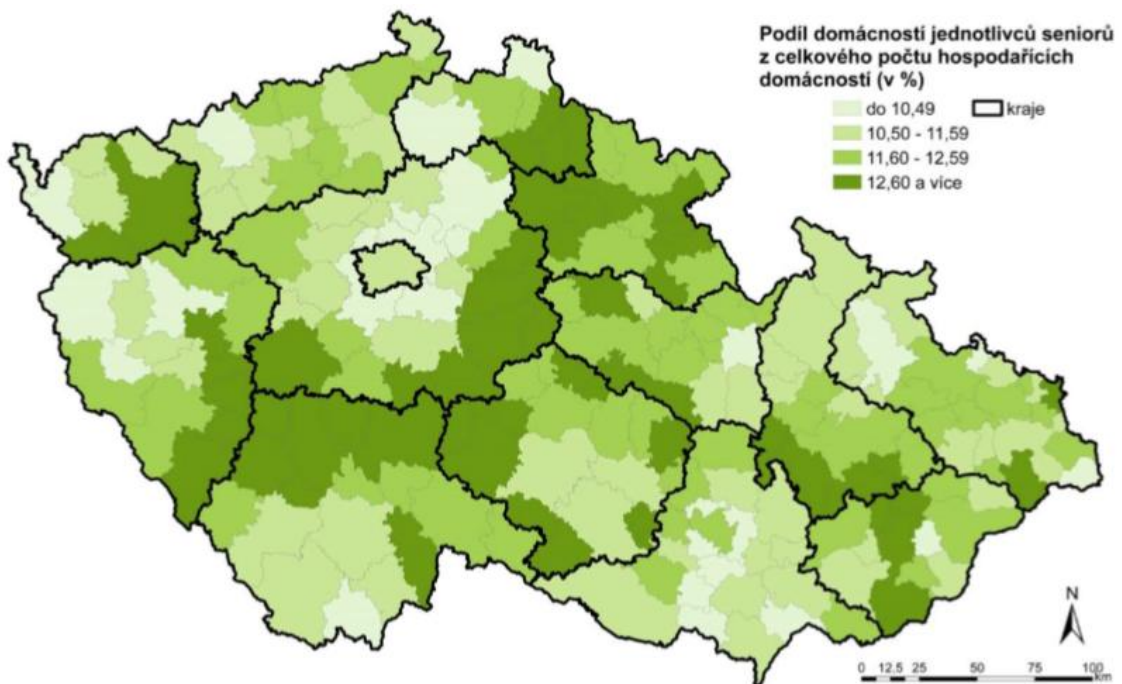 Podíl domácností jednotlivců seniorů
z celkového počtu hospodařících
domácností (v %)
do 10,49 kraje
10,50 - 11,59
11,60 - 12,59
12,60 a více
N
0 12.5 25 50 75 100
km